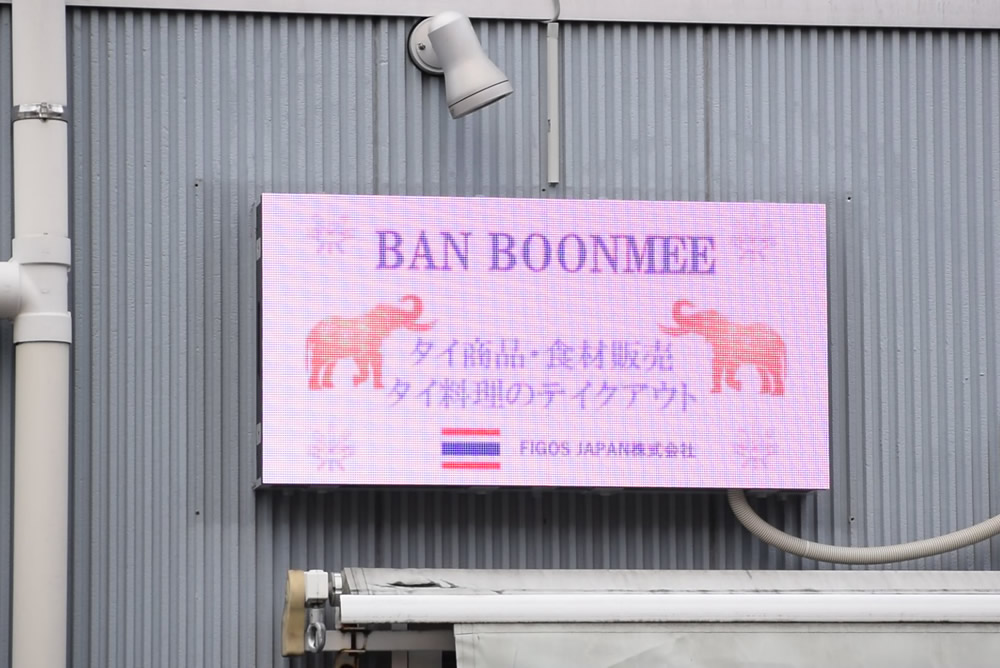 BAN BOONMEE
タイ商品・食材販売
タイ料理のテイクアウト
FIGOS JAPAN株式会社